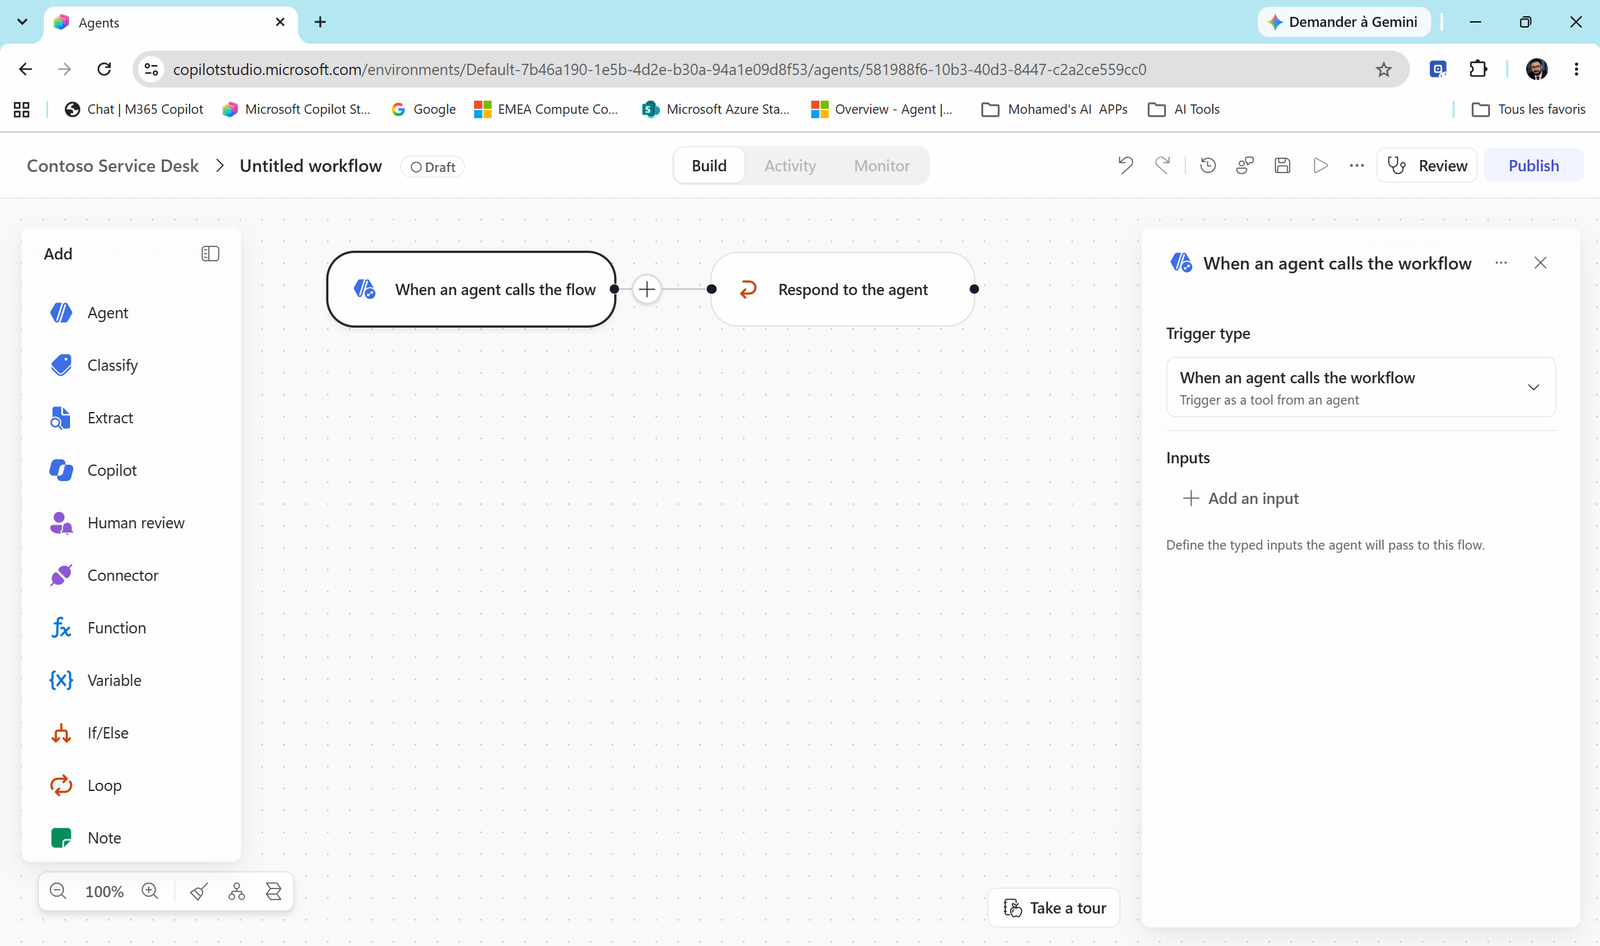 Agents
Demander à Gemini
copilotstudio.microsoft.com/environments/Default-7b46a190-1e5b-4d2e-b30a-94a1e09d8f53/agents/581988f6-10b3-40d3-8447-c2a2ce559cc0
Chat | M365 Copilot
Microsoft Copilot St...
Google
EMEA Compute Co...
Microsoft Azure Sta...
Overview - Agent |...
Mohamed's AI APPs
AI Tools
Tous les favoris
Contoso Service Desk > Untitled workflow
Draft
Build
Activity
Monitor
Review
Publish
Add
Agent
Classify
Extract
Copilot
Human review
Connector
Function
Variable
If/Else
Loop
Note
100%
When an agent calls the flow
Respond to the agent
Take a tour
When an agent calls the workflow
Trigger type
When an agent calls the workflow
Trigger as a tool from an agent
Inputs
Add an input
Define the typed inputs the agent will pass to this flow.